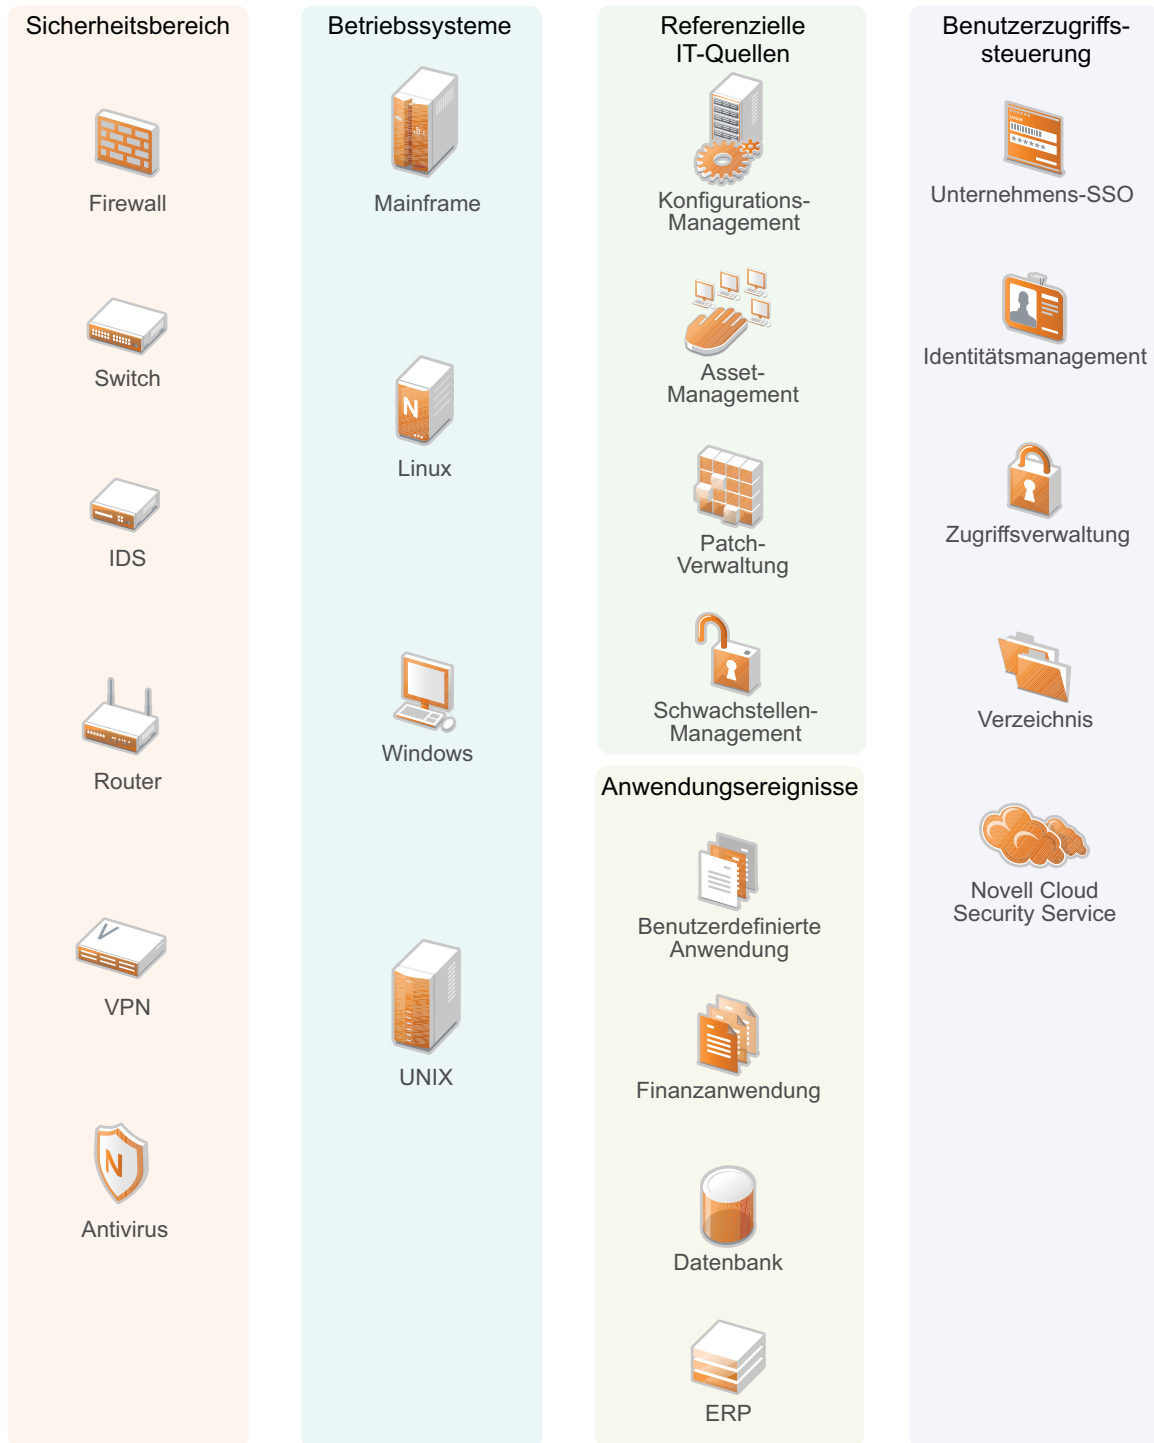 Sicherheitsbereich
Firewall
Switch
IDS
Router
V
VPN
N
Antivirus
Betriebssysteme
Mainframe
N
Linux
Windows
UNIX
Referenzielle
IT-Quellen
Konfigurations-
Management
Asset-
Management
Patch-
Verwaltung
Schwachstellen-
Management
Anwendungsereignisse
Benutzerdefinierte
Anwendung
Finanzanwendung
Datenbank
ERP
Benutzerzugriffs-
steuerung
LOGIN
******
Unternehmens-SSO
Identitätsmanagement
Zugriffsverwaltung
Verzeichnis
Novell Cloud
Security Service